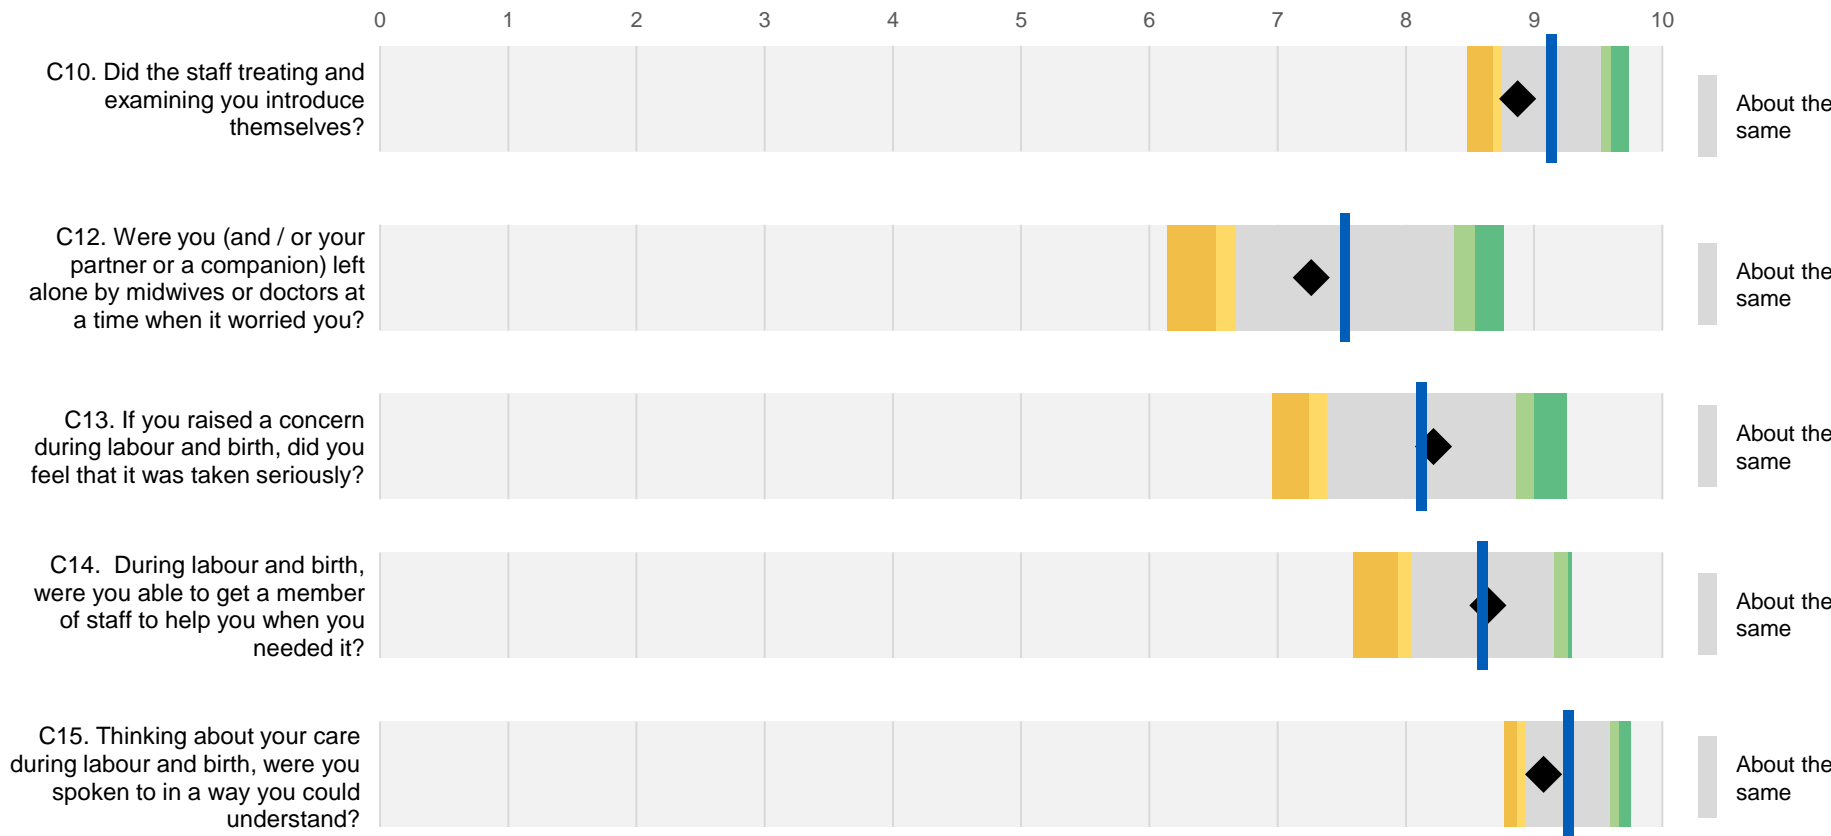 0 1 2 3 4 5 6 7 8 9 10
C10. Did the staff treating and
examining you introduce
themselves?
About the
same
C12. Were you (and / or your
partner or a companion) left
alone by midwives or doctors at
a time when it worried you?
About the
same
C13. If you raised a concern
during labour and birth, did you
feel that it was taken seriously?
About the
same
C14.  During labour and birth,
were you able to get a member
of staff to help you when you
needed it?
About the
same
C15. Thinking about your care
during labour and birth, were you
spoken to in a way you could
understand?
About the
same